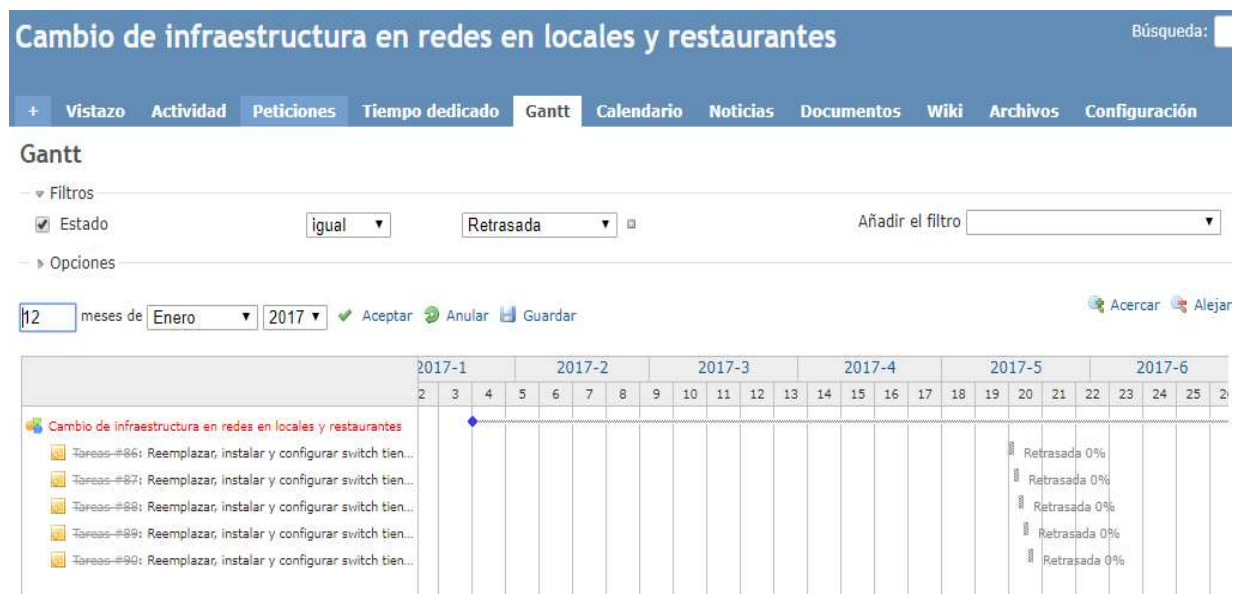 Cambio de infraestructura en redes en locales y restaurantes Búsqueda:
+ Vistazo Actividad Peticiones Tiempo dedicado Gantt Calendario Noticias Documentos Wiki Archivos Configuración
Gantt
Filtros
Estado igual Retrasada Añadir el filtro
Opciones
12 meses de Enero 2017 Aceptar Anular Guardar Acercar Alejar
2017-1 2017-2 2017-3 2017-4 2017-5 2017-6
2 3 4 5 6 7 8 9 10 11 12 13 14 15 16 17 18 19 20 21 22 23 24 25 2
Cambio de infraestructura en redes en locales y restaurantes
Tareas #86: Reemplazar, instalar y configurar switch tien... Retrasada 0%
Tareas #87: Reemplazar, instalar y configurar switch tien... Retrasada 0%
Tareas #88: Reemplazar, instalar y configurar switch tien... Retrasada 0%
Tareas #89: Reemplazar, instalar y configurar switch tien... Retrasada 0%
Tareas #90: Reemplazar, instalar y configurar switch tien... Retrasada 0%